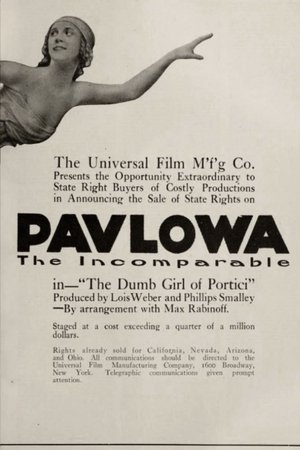 The Universal Film M'f'g Co.
Presents the Opportunity Extraordinary to
State Right Buyers of Costly Productions
in Announcing the Sale of State Rights on
PAVLOWA
The Incomparable
in—"The Dumb Girl of Portici"
Produced by Lois Weber and Phillips Smalley
—By arrangement with Max Rabinoff.
Staged at a cost exceeding a quarter of a million
dollars.
Rights already sold for California, Nevada, Arizona,
and Ohio. All communications should be directed to the
Universal Film Manufacturing Company, 1600 Broadway,
New York. Telegraphic communications given prompt
attention.